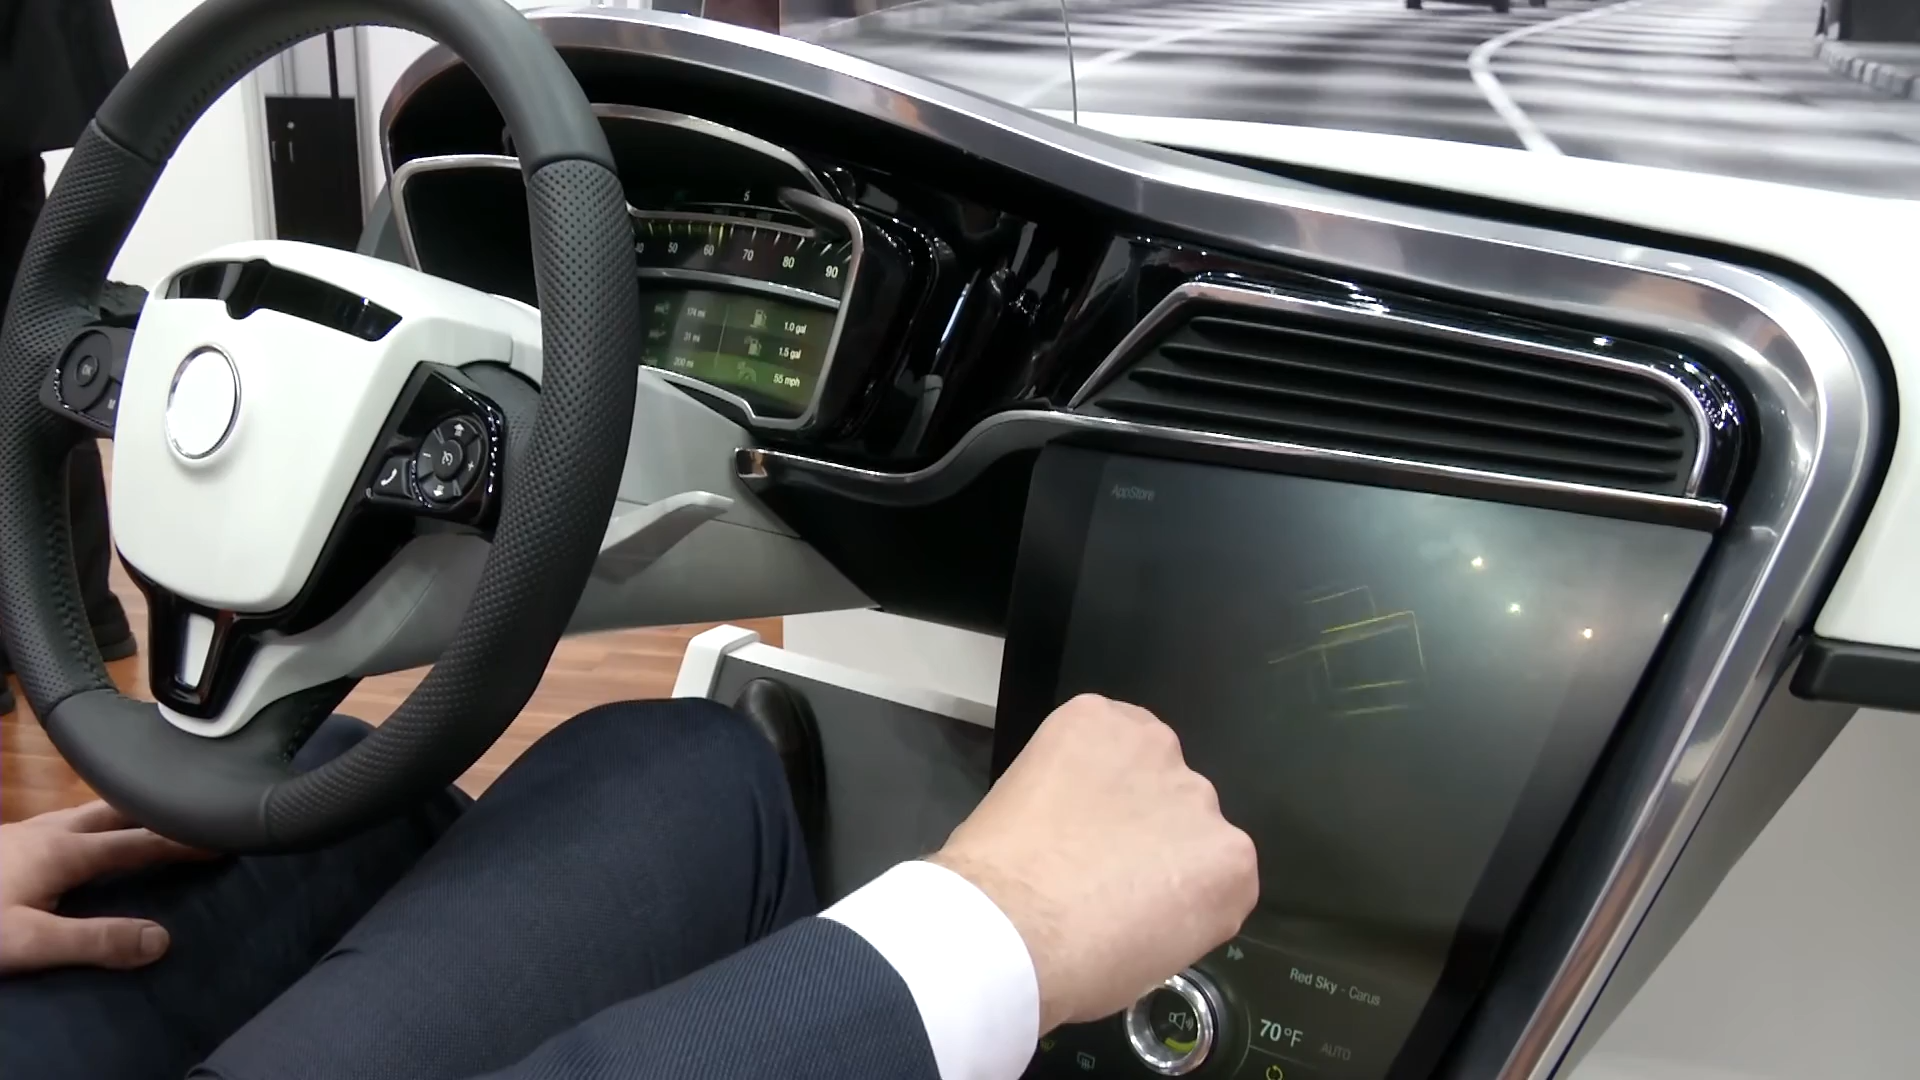 5
50 60 70 80 90
174 mi 1.0 gal
31 mi 1.5 gal
200 mi 55 mph
OK
AppStore
Red Sky - Carus
70°F AUTO